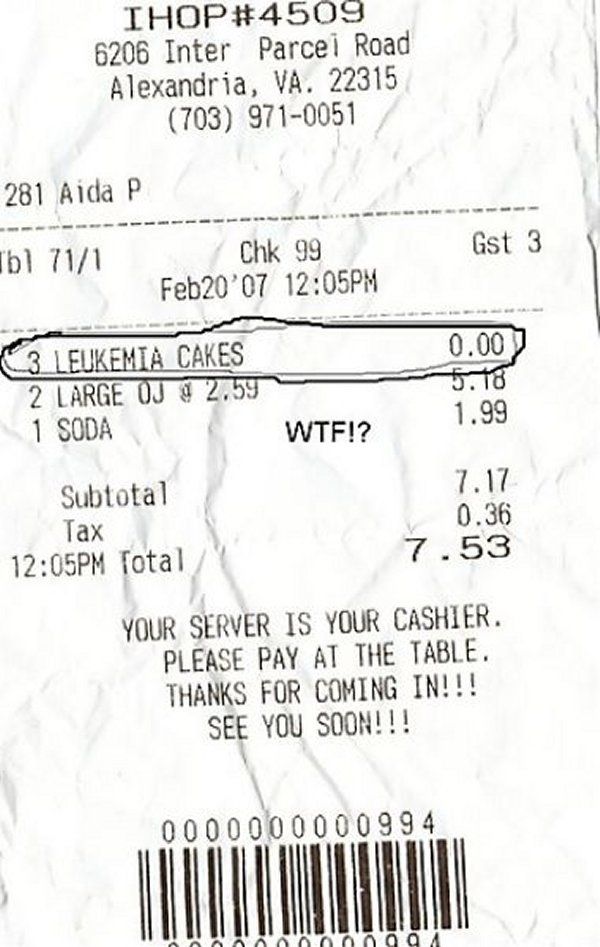 IHOP#4509
6206 Inter Parcel Road
Alexandria, VA. 22315
(703) 971-0051
281 Aida P
Tbl 71/1 Chk 99 Gst 3
Feb20'07 12:05PM
3 LEUKEMIA CAKES 0.00
2 LARGE OJ @ 2.59 5.18
1 SODA 1.99
WTF!?
Subtotal 7.17
Tax 0.36
12:05PM Total 7.53
YOUR SERVER IS YOUR CASHIER.
PLEASE PAY AT THE TABLE.
THANKS FOR COMING IN!!!
SEE YOU SOON!!!
0000000000994
0000000000994